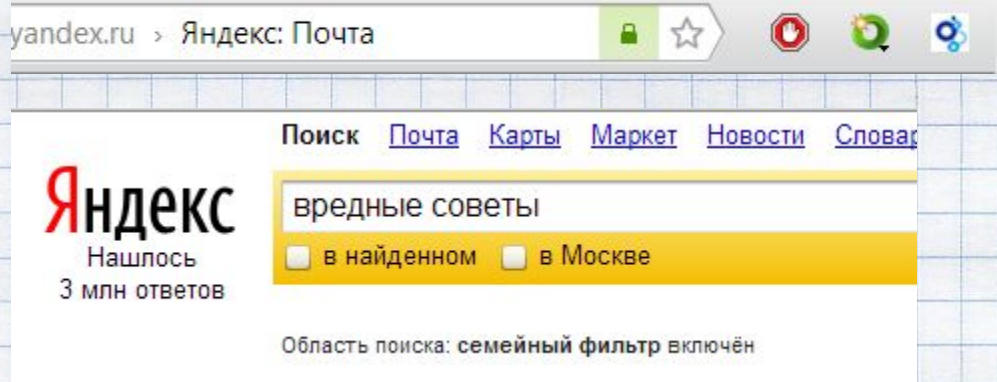 yandex.ru › Яндекс: Почта
Поиск Почта Карты Маркет Новости Словар
Яндекс
вредные советы
Нашлось
3 млн ответов
в найденном в Москве
Область поиска: семейный фильтр включён